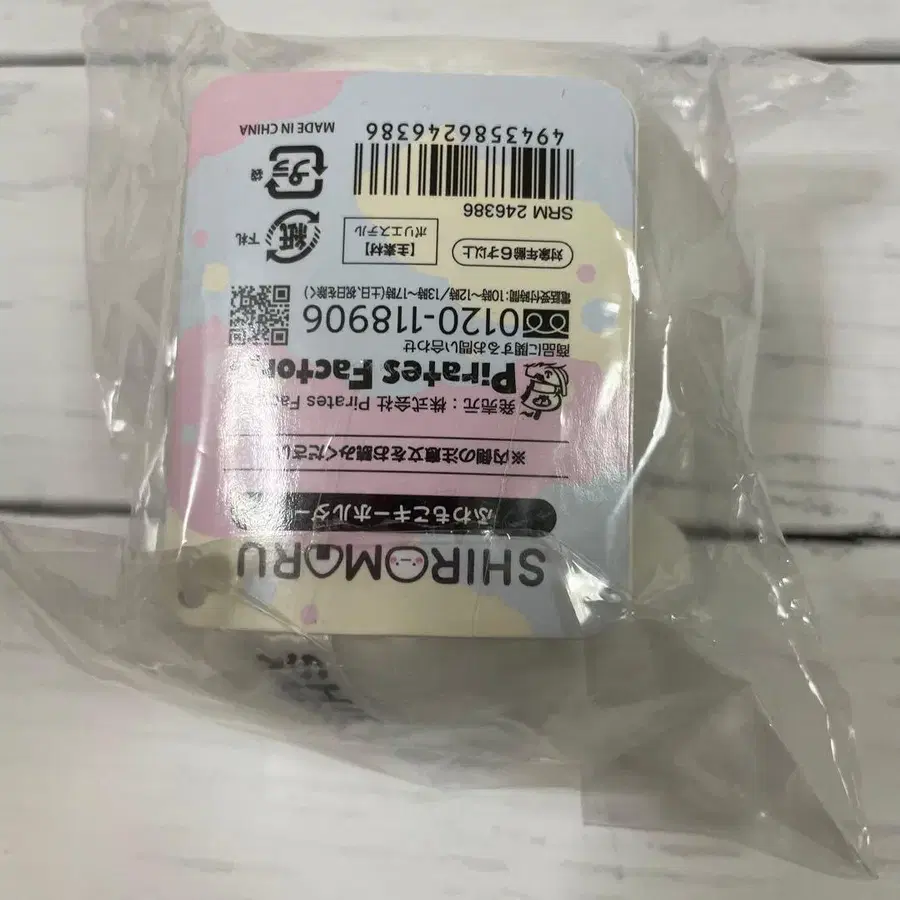 SHIROMARU
ふわもこキーホルダー
※内側の注意文をお読みください
発売元:株式会社 Pirates Fac
Pirates Factor
商品に関するお問い合わせ
0120-118906
電話受付時間:10時~12時/13時~17時(土、日、祝日を除く)
対象年齢6才以上
【主素材】
ポリエステル
紙
下札
プラ
袋
SRM 246386
4943586246386
MADE IN CHINA